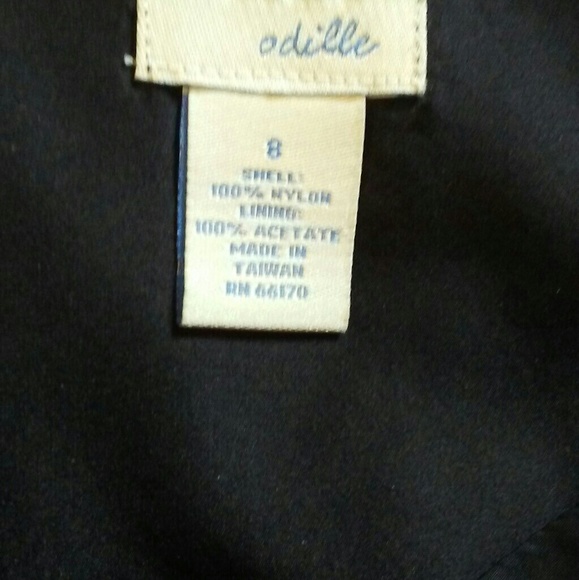 odille
8
SHELL:
100% NYLON
LINING:
100% ACETATE
MADE IN
TAIWAN
RN 66170